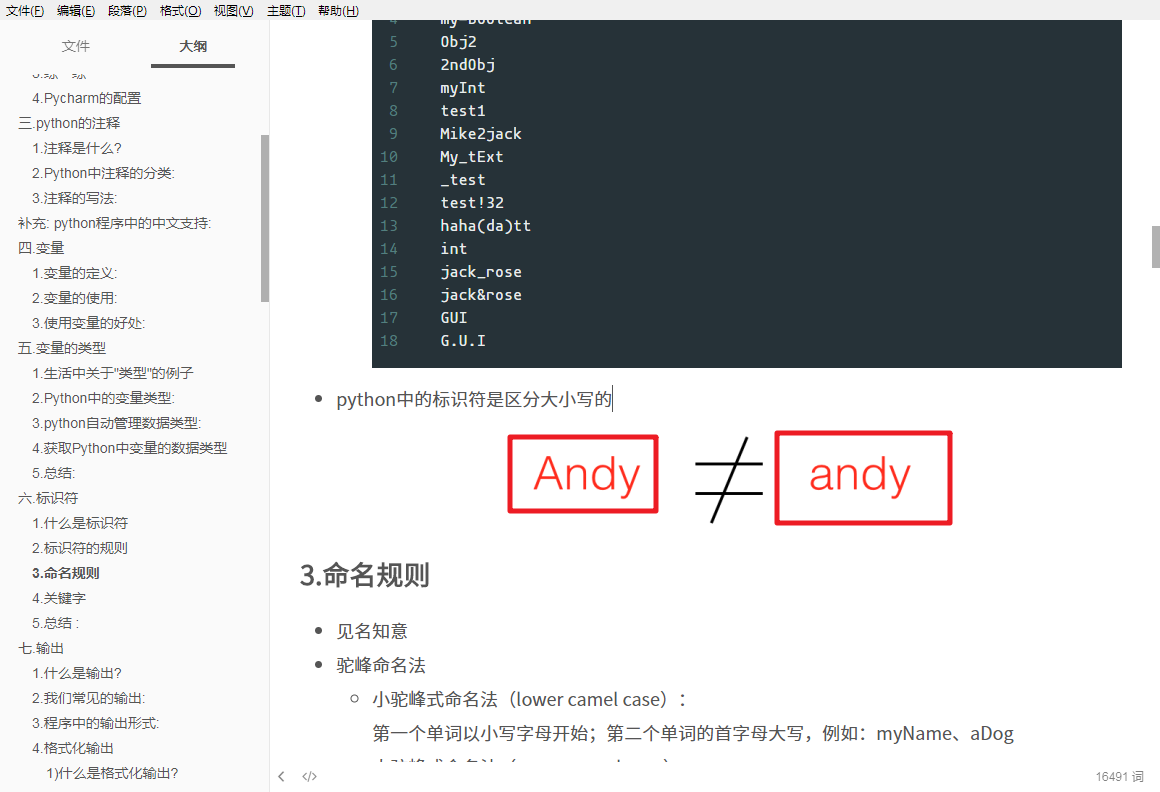 文件(F) 编辑(E) 段落(P) 格式(O) 视图(V) 主题(T) 帮助(H)
文件 大纲
4.Pycharm的配置
三.python的注释
1.注释是什么?
2.Python中注释的分类:
3.注释的写法:
补充: python程序中的中文支持:
四.变量
1.变量的定义:
2.变量的使用:
3.使用变量的好处:
五.变量的类型
1.生活中关于"类型"的例子
2.Python中的变量类型:
3.python自动管理数据类型:
4.获取Python中变量的数据类型
5.总结:
六.标识符
1.什么是标识符
2.标识符的规则
3.命名规则
4.关键字
5.总结 :
七.输出
1.什么是输出?
2.我们常见的输出:
3.程序中的输出形式:
4.格式化输出
1)什么是格式化输出?
4 my-Boolean
5 Obj2
6 2ndObj
7 myInt
8 test1
9 Mike2jack
10 My_tExt
11 _test
12 test!32
13 haha(da)tt
14 int
15 jack_rose
16 jack&rose
17 GUI
18 G.U.I
python中的标识符是区分大小写的
Andy ≠ andy
3.命名规则
见名知意
驼峰命名法
小驼峰式命名法（lower camel case）：
第一个单词以小写字母开始；第二个单词的首字母大写，例如：myName、aDog
16491 词